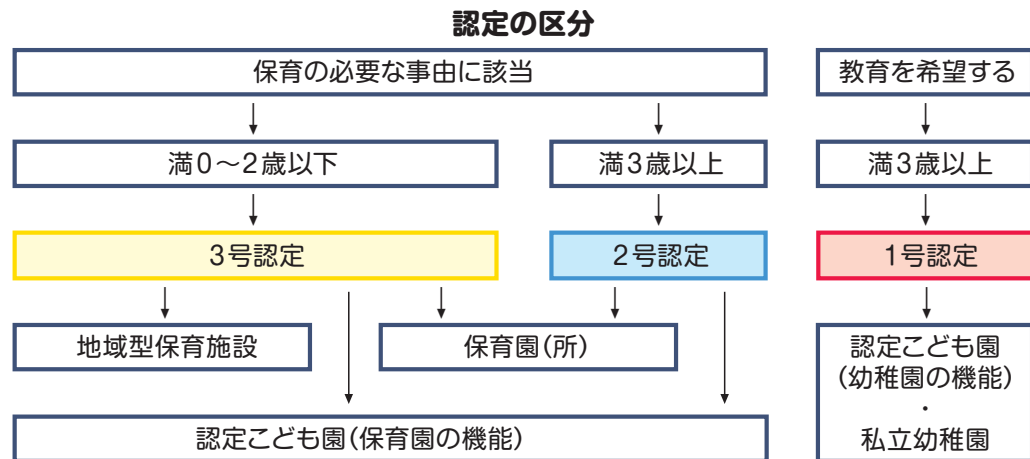 認定の区分
保育の必要な事由に該当
教育を希望する
満0～2歳以下
満3歳以上
満3歳以上
3号認定
2号認定
1号認定
地域型保育施設
保育園(所)
認定こども園
(幼稚園の機能)
・
私立幼稚園
認定こども園(保育園の機能)